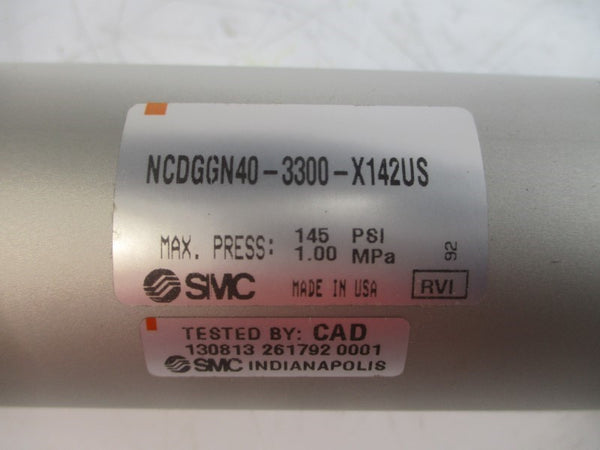 NCDGGN40-3300-X142US
MAX. PRESS: 145 PSI
1.00 MPa
92
SMC MADE IN USA RVI
TESTED BY: CAD
130813 261792 0001
SMC INDIANAPOLIS